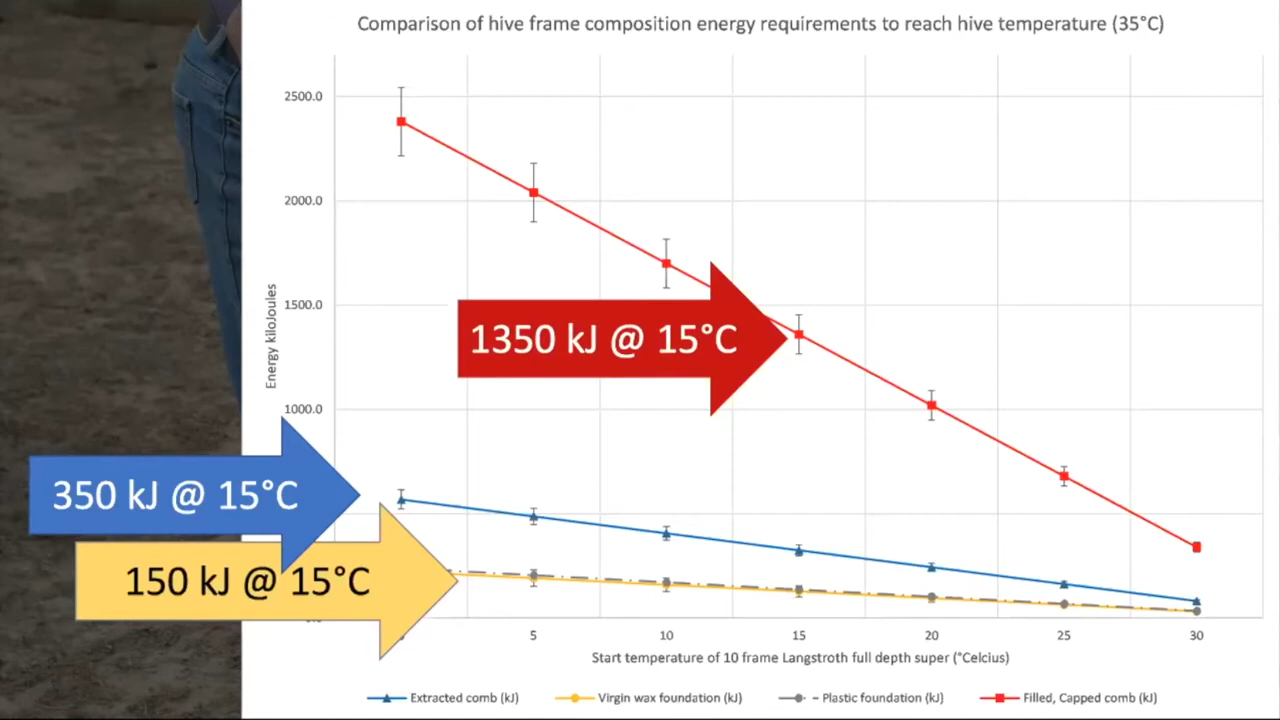 Comparison of hive frame composition energy requirements to reach hive temperature (35°C)
2500.0
2000.0
1500.0
1000.0
Energy kiloJoules
1350 kJ @ 15°C
350 kJ @ 15°C
150 kJ @ 15°C
5 10 15 20 25 30
Start temperature of 10 frame Langstroth full depth super (°Celcius)
Extracted comb (kJ) Virgin wax foundation (kJ) Plastic foundation (kJ) Filled, Capped comb (kJ)